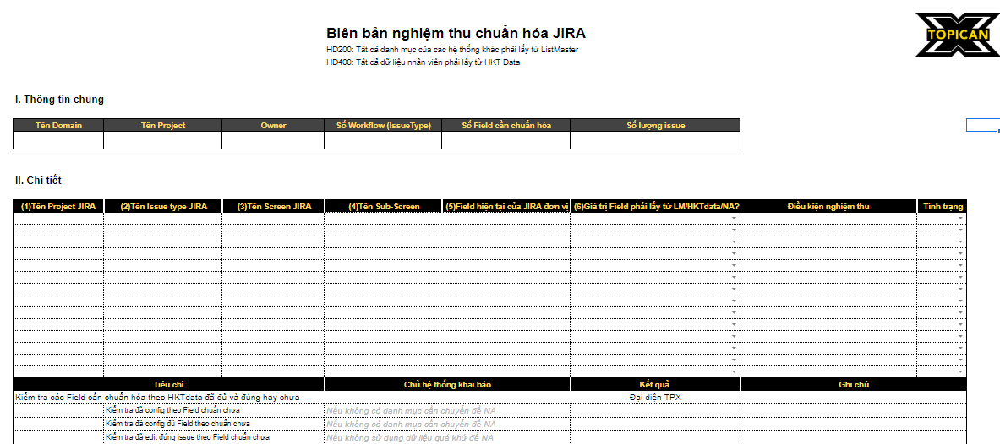 Biên bản nghiệm thu chuẩn hóa JIRA
TOPICAN
HD200: Tất cả danh mục của các hệ thống khác phải lấy từ ListMaster
HD400: Tất cả dữ liệu nhân viên phải lấy từ HKT Data
I. Thông tin chung
Tên Domain Tên Project Owner Số Workflow (IssueType) Số Field cần chuẩn hóa Số lượng issue
II. Chi tiết
(1)Tên Project JIRA (2)Tên Issue type JIRA (3)Tên Screen JIRA (4)Tên Sub-Screen (5)Field hiện tại của JIRA đơn vị (6)Giá trị Field phải lấy từ LM/HKTdata/NA? Điều kiện nghiệm thu Tình trạng
Tiêu chí Chủ hệ thống khai báo Kết quả Ghi chú
Kiểm tra các Field cần chuẩn hóa theo HKTdata đã đủ và đúng hay chưa Đại diện TPX
Kiểm tra đã config theo Field chuẩn chưa Nếu không có danh mục cần chuyển để NA
Kiểm tra đã config đủ Field theo chuẩn chưa Nếu không có danh mục cần chuyển để NA
Kiểm tra đã edit đúng issue theo Field chuẩn chưa Nếu không sử dụng dữ liệu quá khứ để NA